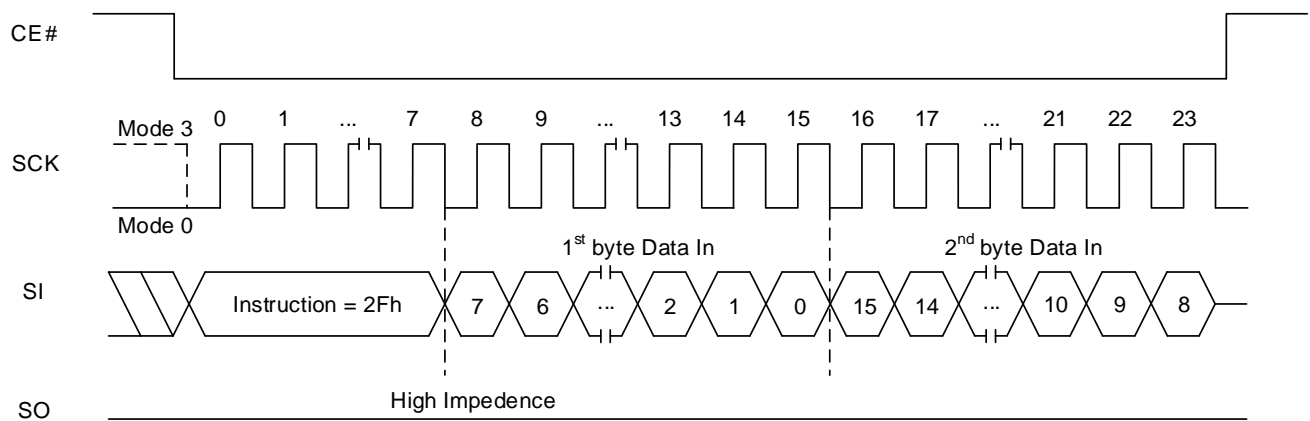 CE#
0 1 ... 7 8 9 ... 13 14 15 16 17 ... 21 22 23
Mode 3
SCK
Mode 0
1st byte Data In 2nd byte Data In
SI Instruction = 2Fh 7 6 ... 2 1 0 15 14 ... 10 9 8
High Impedence
SO